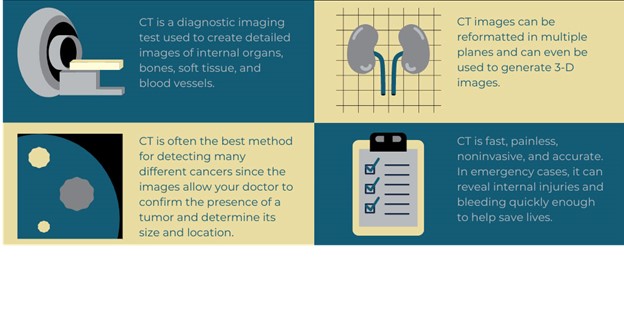 CT is a diagnostic imaging
test used to create detailed
images of internal organs,
bones, soft tissue, and
blood vessels.
CT images can be
reformatted in multiple
planes and can even be
used to generate 3-D
images.
CT is often the best method
for detecting many
different cancers since the
images allow your doctor to
confirm the presence of a
tumor and determine its
size and location.
CT is fast, painless,
noninvasive, and accurate.
In emergency cases, it can
reveal internal injuries and
bleeding quickly enough
to help save lives.